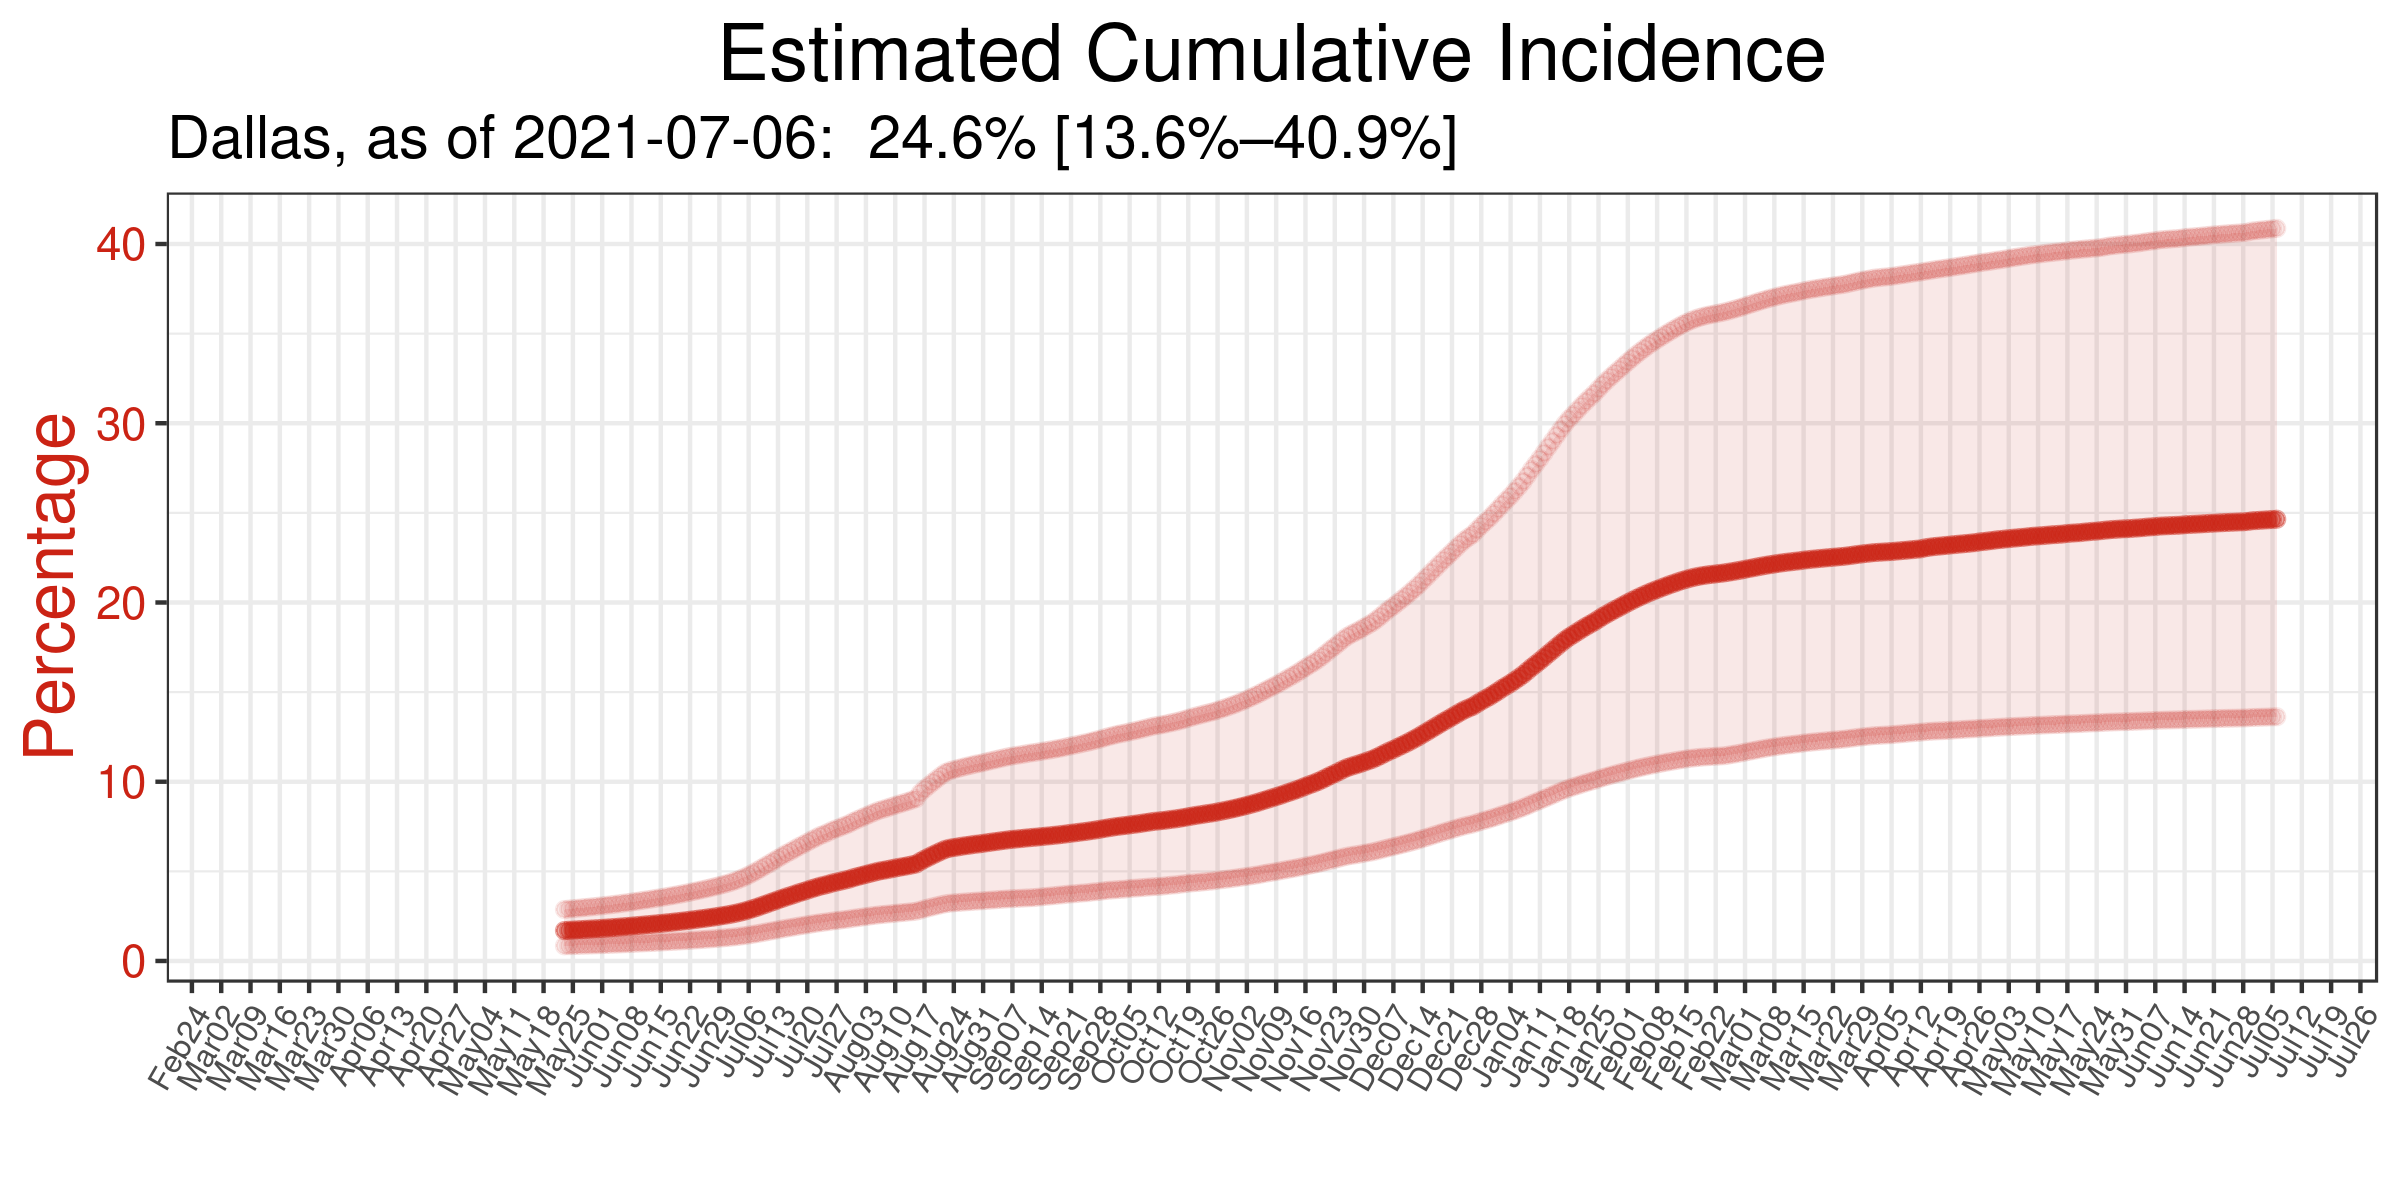 Estimated Cumulative Incidence
Dallas, as of 2021-07-06:  24.6% [13.6%–40.9%]
Percentage
40
30
20
10
0
Feb24
Mar02
Mar09
Mar16
Mar23
Mar30
Apr06
Apr13
Apr20
Apr27
May04
May11
May18
May25
Jun01
Jun08
Jun15
Jun22
Jun29
Jul06
Jul13
Jul20
Jul27
Aug03
Aug10
Aug17
Aug24
Aug31
Sep07
Sep14
Sep21
Sep28
Oct05
Oct12
Oct19
Oct26
Nov02
Nov09
Nov16
Nov23
Nov30
Dec07
Dec14
Dec21
Dec28
Jan04
Jan11
Jan18
Jan25
Feb01
Feb08
Feb15
Feb22
Mar01
Mar08
Mar15
Mar22
Mar29
Apr05
Apr12
Apr19
Apr26
May03
May10
May17
May24
May31
Jun07
Jun14
Jun21
Jun28
Jul05
Jul12
Jul19
Jul26